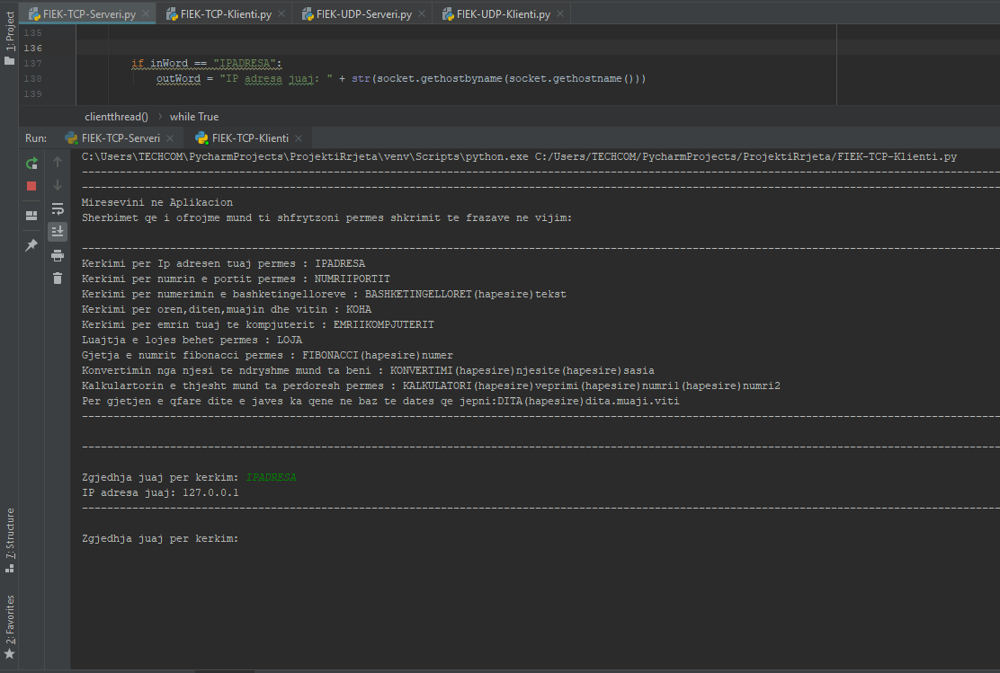 1: Project
FIEK-TCP-Serveri.py
FIEK-TCP-Klienti.py
FIEK-UDP-Serveri.py
FIEK-UDP-Klienti.py
135
136
137 if inWord == "IPADRESA":
138 outWord = "IP adresa juaj: " + str(socket.gethostbyname(socket.gethostname()))
139
clientthread() › while True
Run: FIEK-TCP-Serveri FIEK-TCP-Klienti
C:\Users\TECHCOM\PycharmProjects\ProjektiRrjeta\venv\Scripts\python.exe C:/Users/TECHCOM/PycharmProjects/ProjektiRrjeta/FIEK-TCP-Klienti.py
Miresevini ne Aplikacion
Sherbimet qe i ofrojme mund ti shfrytzoni permes shkrimit te frazave ne vijim:
Kerkimi per Ip adresen tuaj permes : IPADRESA
Kerkimi per numrin e portit permes : NUMRIIPORTIT
Kerkimi per numerimin e bashketingelloreve : BASHKETINGELLORET(hapesire)tekst
Kerkimi per oren,diten,muajin dhe vitin : KOHA
Kerkimi per emrin tuaj te kompjuterit : EMRIIKOMPJUTERIT
Luajtja e lojes behet permes : LOJA
Gjetja e numrit fibonacci permes : FIBONACCI(hapesire)numer
Konvertimin nga njesi te ndryshme mund ta beni : KONVERTIMI(hapesire)njesite(hapesire)sasia
Kalkulartorin e thjesht mund ta perdoresh permes : KALKULATORI(hapesire)veprimi(hapesire)numri1(hapesire)numri2
Per gjetjen e qfare dite e javes ka qene ne baz te dates qe jepni:DITA(hapesire)dita.muaji.viti
Zgjedhja juaj per kerkim: IPADRESA
IP adresa juaj: 127.0.0.1
Zgjedhja juaj per kerkim:
7: Structure
2: Favorites